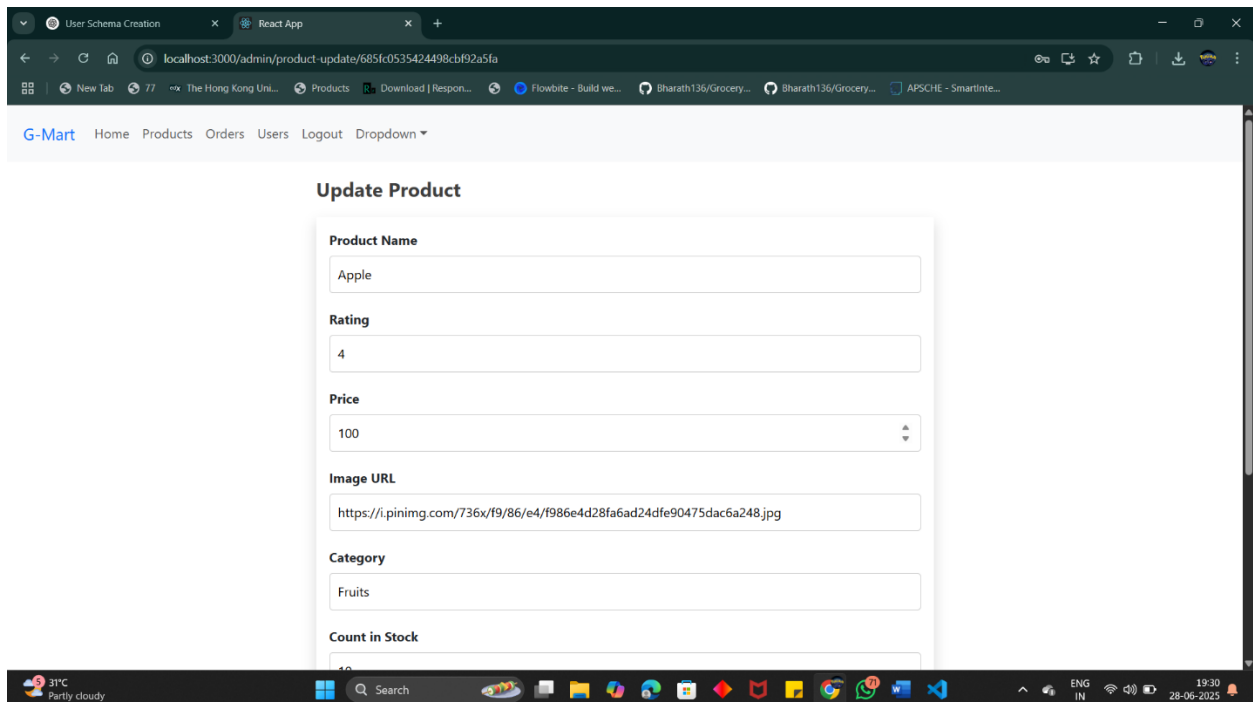 User Schema Creation
React App
localhost:3000/admin/product-update/685fc0535424498cbf92a5fa
New Tab 77 The Hong Kong Uni... Products Download | Respon... Flowbite - Build we... Bharath136/Grocery... Bharath136/Grocery... APSCHE - SmartInte...
G-Mart Home Products Orders Users Logout Dropdown
Update Product
Product Name
Apple
Rating
4
Price
100
Image URL
https://i.pinimg.com/736x/f9/86/e4/f986e4d28fa6ad24dfe90475dac6a248.jpg
Category
Fruits
Count in Stock
5 31°C
Partly cloudy
Search
71
ENG
IN
19:30
28-06-2025